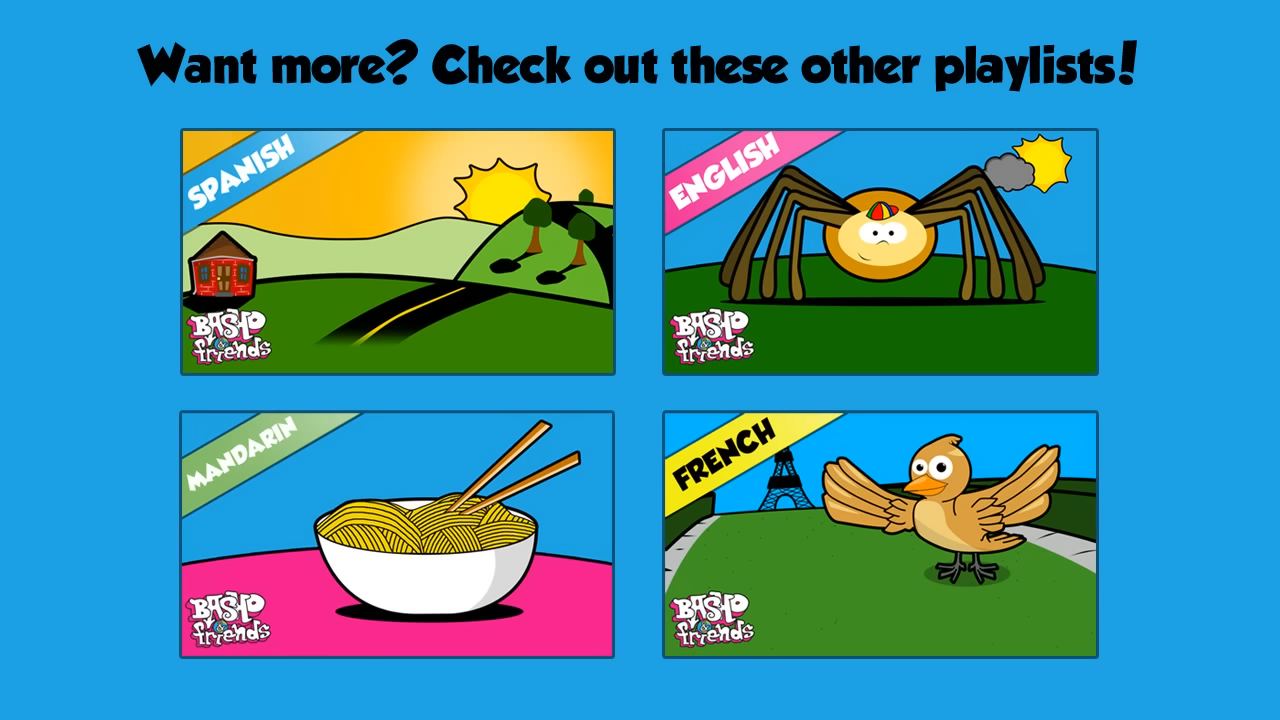 Want more? Check out these other playlists!
SPANISH
BASHO
& friends
ENGLISH
BASHO
& friends
MANDARIN
BASHO
& friends
FRENCH
BASHO
& friends